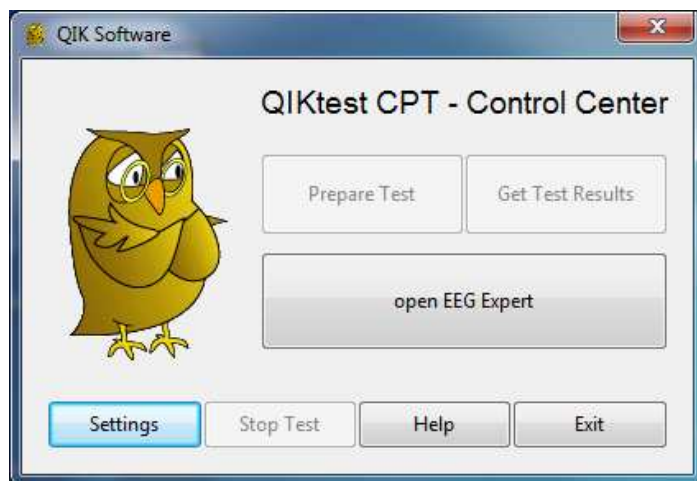 QIK Software
QIKtest CPT - Control Center
Prepare Test
Get Test Results
open EEG Expert
Settings
Stop Test
Help
Exit